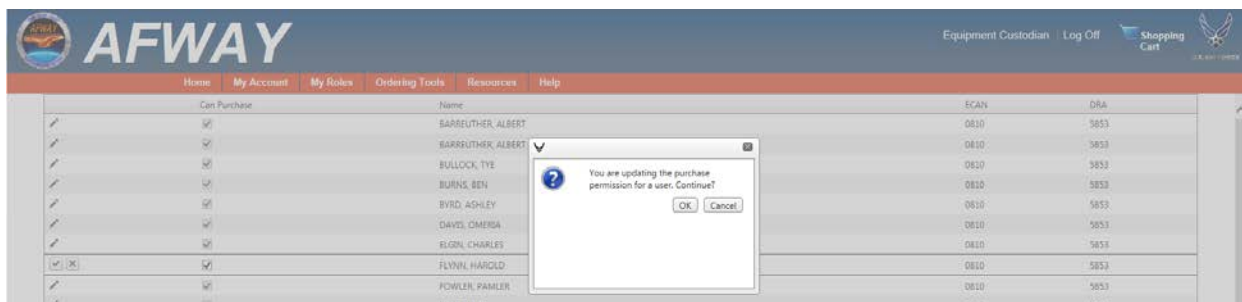 AFWAY
Equipment Custodian Log Off Shopping Cart
Home My Account My Roles Ordering Tools Resources Help
Can Purchase Name ECAN DRA
BARREUTHER, ALBERT 0810 5853
BARREUTHER, ALBERT 0810 5853
BULLOCK, TYE 0810 5853
BURNS, BEN 0810 5853
BYRD, ASHLEY 0810 5853
DAVIS, OMERIA 0810 5853
ELGIN, CHARLES 0810 5853
FLYNN, HAROLD 0810 5853
FOWLER, PAMLER 0810 5853
You are updating the purchase
permission for a user. Continue?
OK Cancel